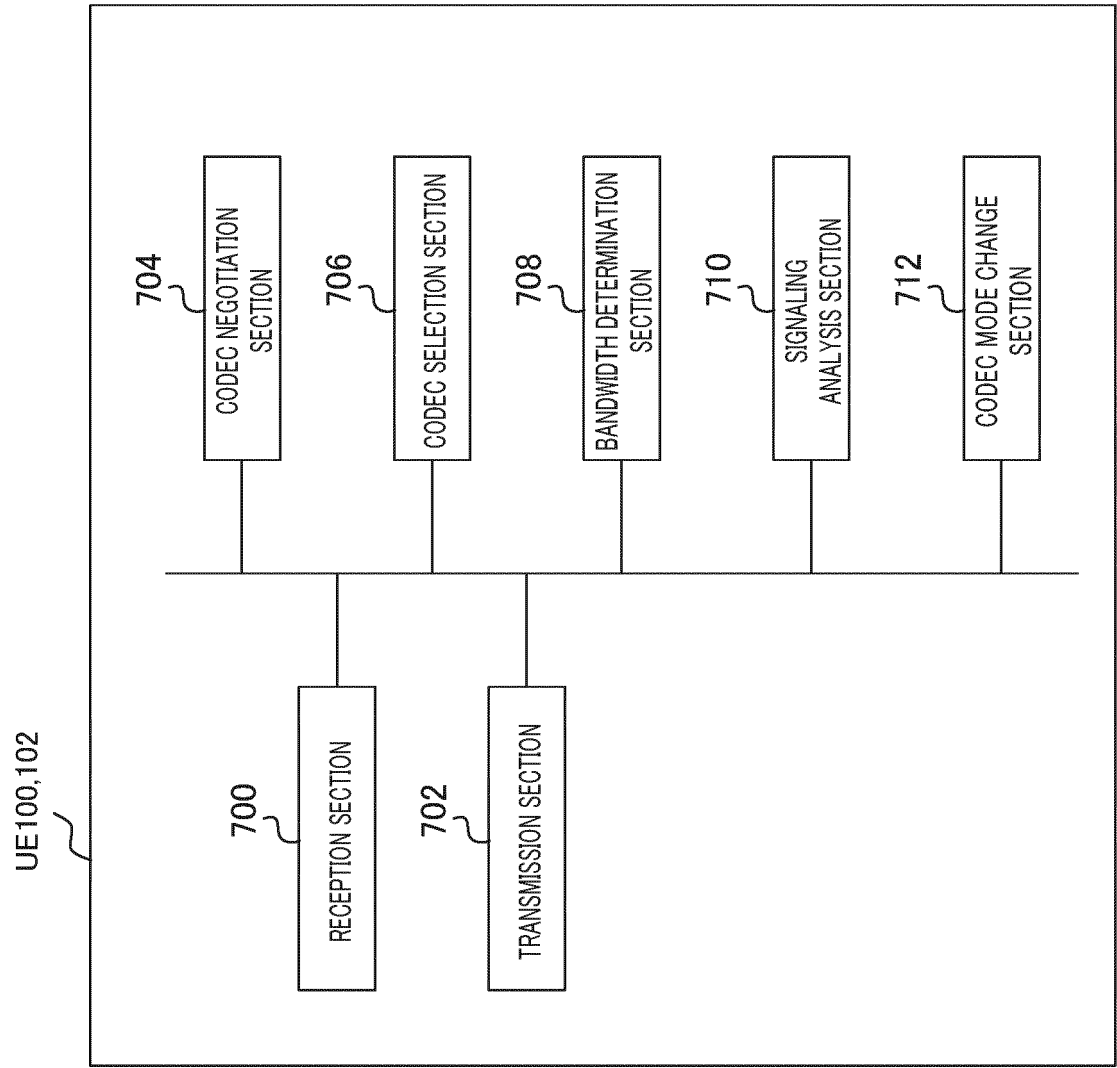 UE100,102
700
RECEPTION SECTION
702
TRANSMISSION SECTION
704
CODEC NEGOTIATION
SECTION
706
CODEC SELECTION SECTION
708
BANDWIDTH DETERMINATION
SECTION
710
SIGNALING
ANALYSIS SECTION
712
CODEC MODE CHANGE
SECTION